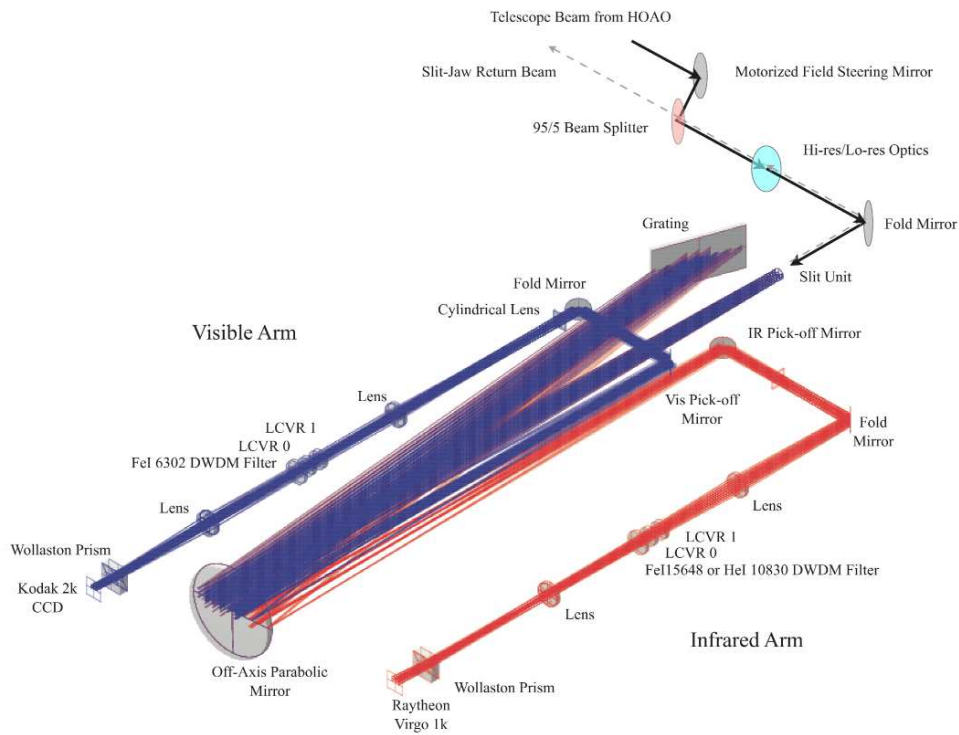 Telescope Beam from HOAO
Slit-Jaw Return Beam
Motorized Field Steering Mirror
95/5 Beam Splitter
Hi-res/Lo-res Optics
Grating
Fold Mirror
Slit Unit
Fold Mirror
Cylindrical Lens
Visible Arm
IR Pick-off Mirror
Lens
Vis Pick-off
Mirror
Fold
Mirror
LCVR 1
LCVR 0
FeI 6302 DWDM Filter
Lens
Lens
LCVR 1
LCVR 0
FeI15648 or HeI 10830 DWDM Filter
Wollaston Prism
Kodak 2k
CCD
Lens
Infrared Arm
Off-Axis Parabolic
Mirror
Wollaston Prism
Raytheon
Virgo 1k